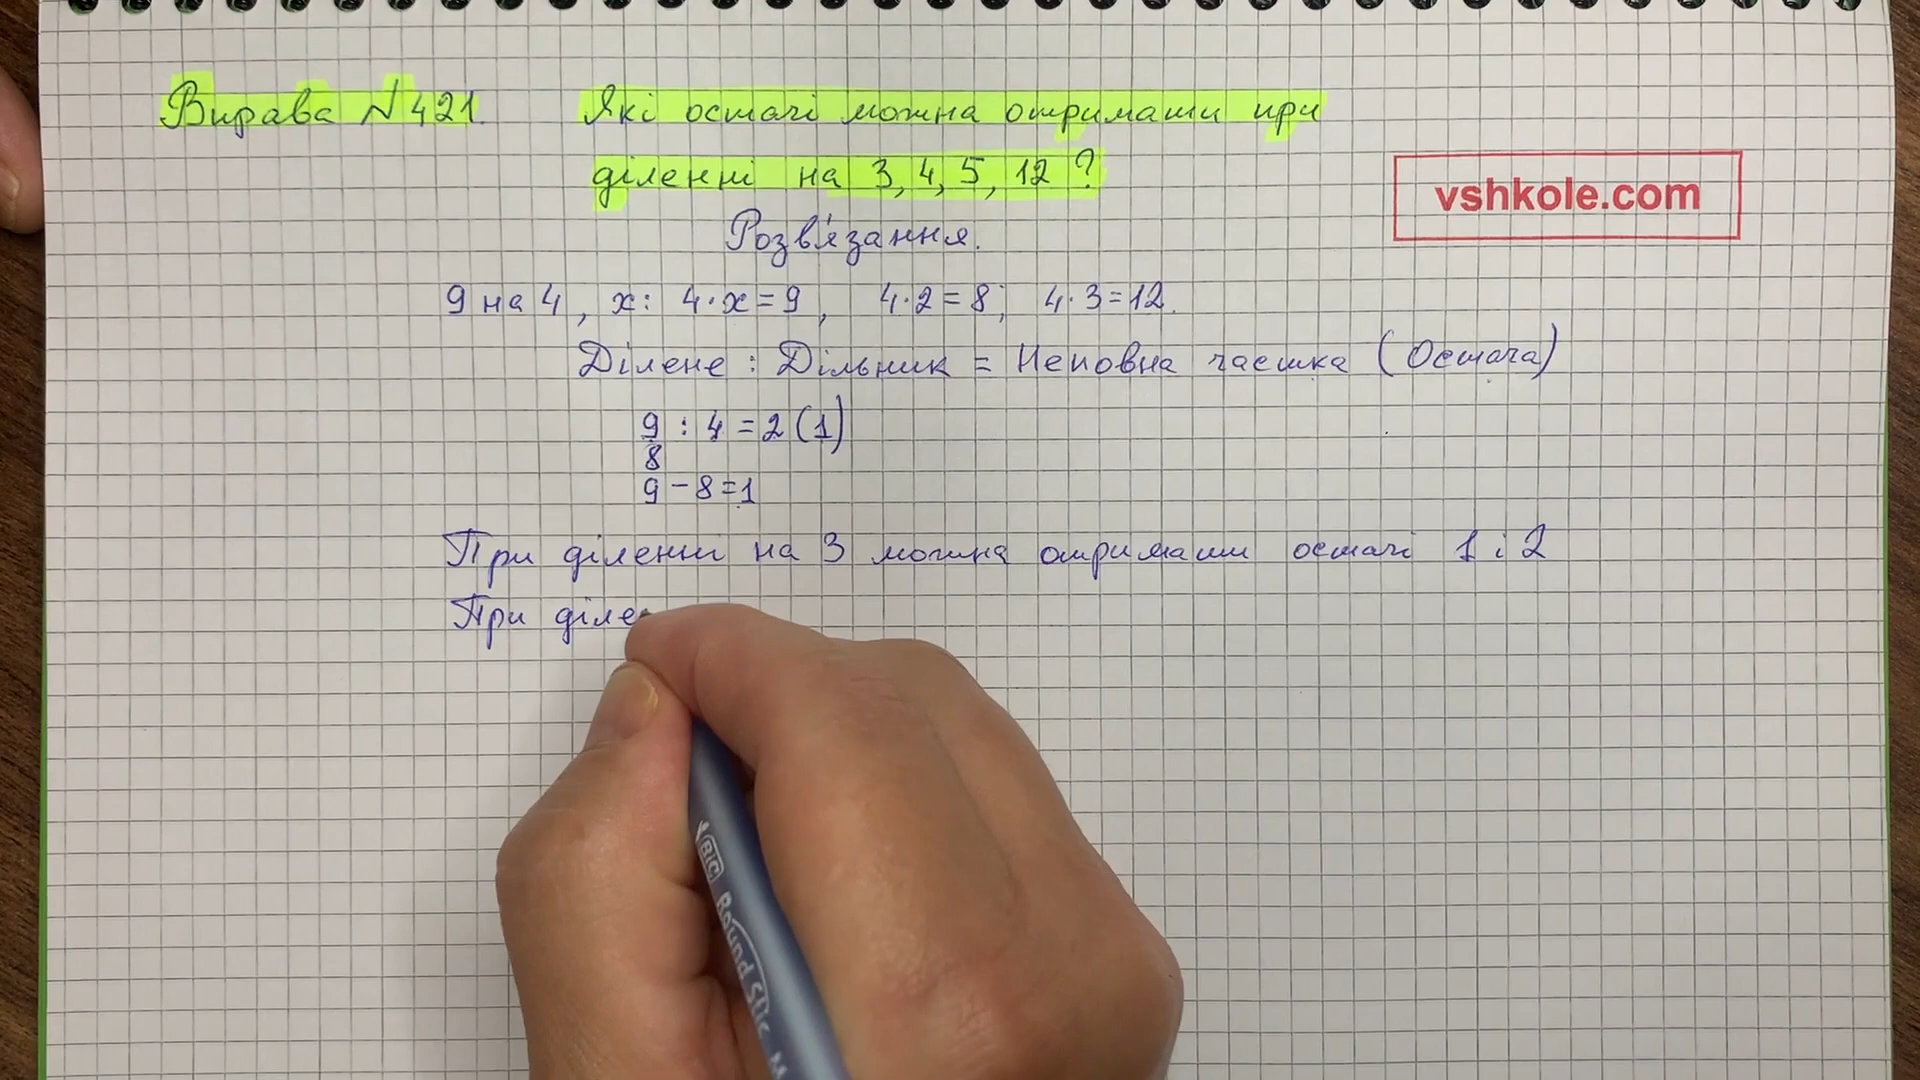 Вправа №421. Які остачі можна отримати при
діленні на 3, 4, 5, 12 ?
vshkole.com
Розв'язання.
9 на 4, x: 4·x=9, 4·2=8; 4·3=12.
Ділене : Дільник = Неповна частка (Остача)
9 : 4 = 2 (1)
8
9-8=1
При діленні на 3 можна отримати остачі 1 і 2
При діле
BIC Round Stic M